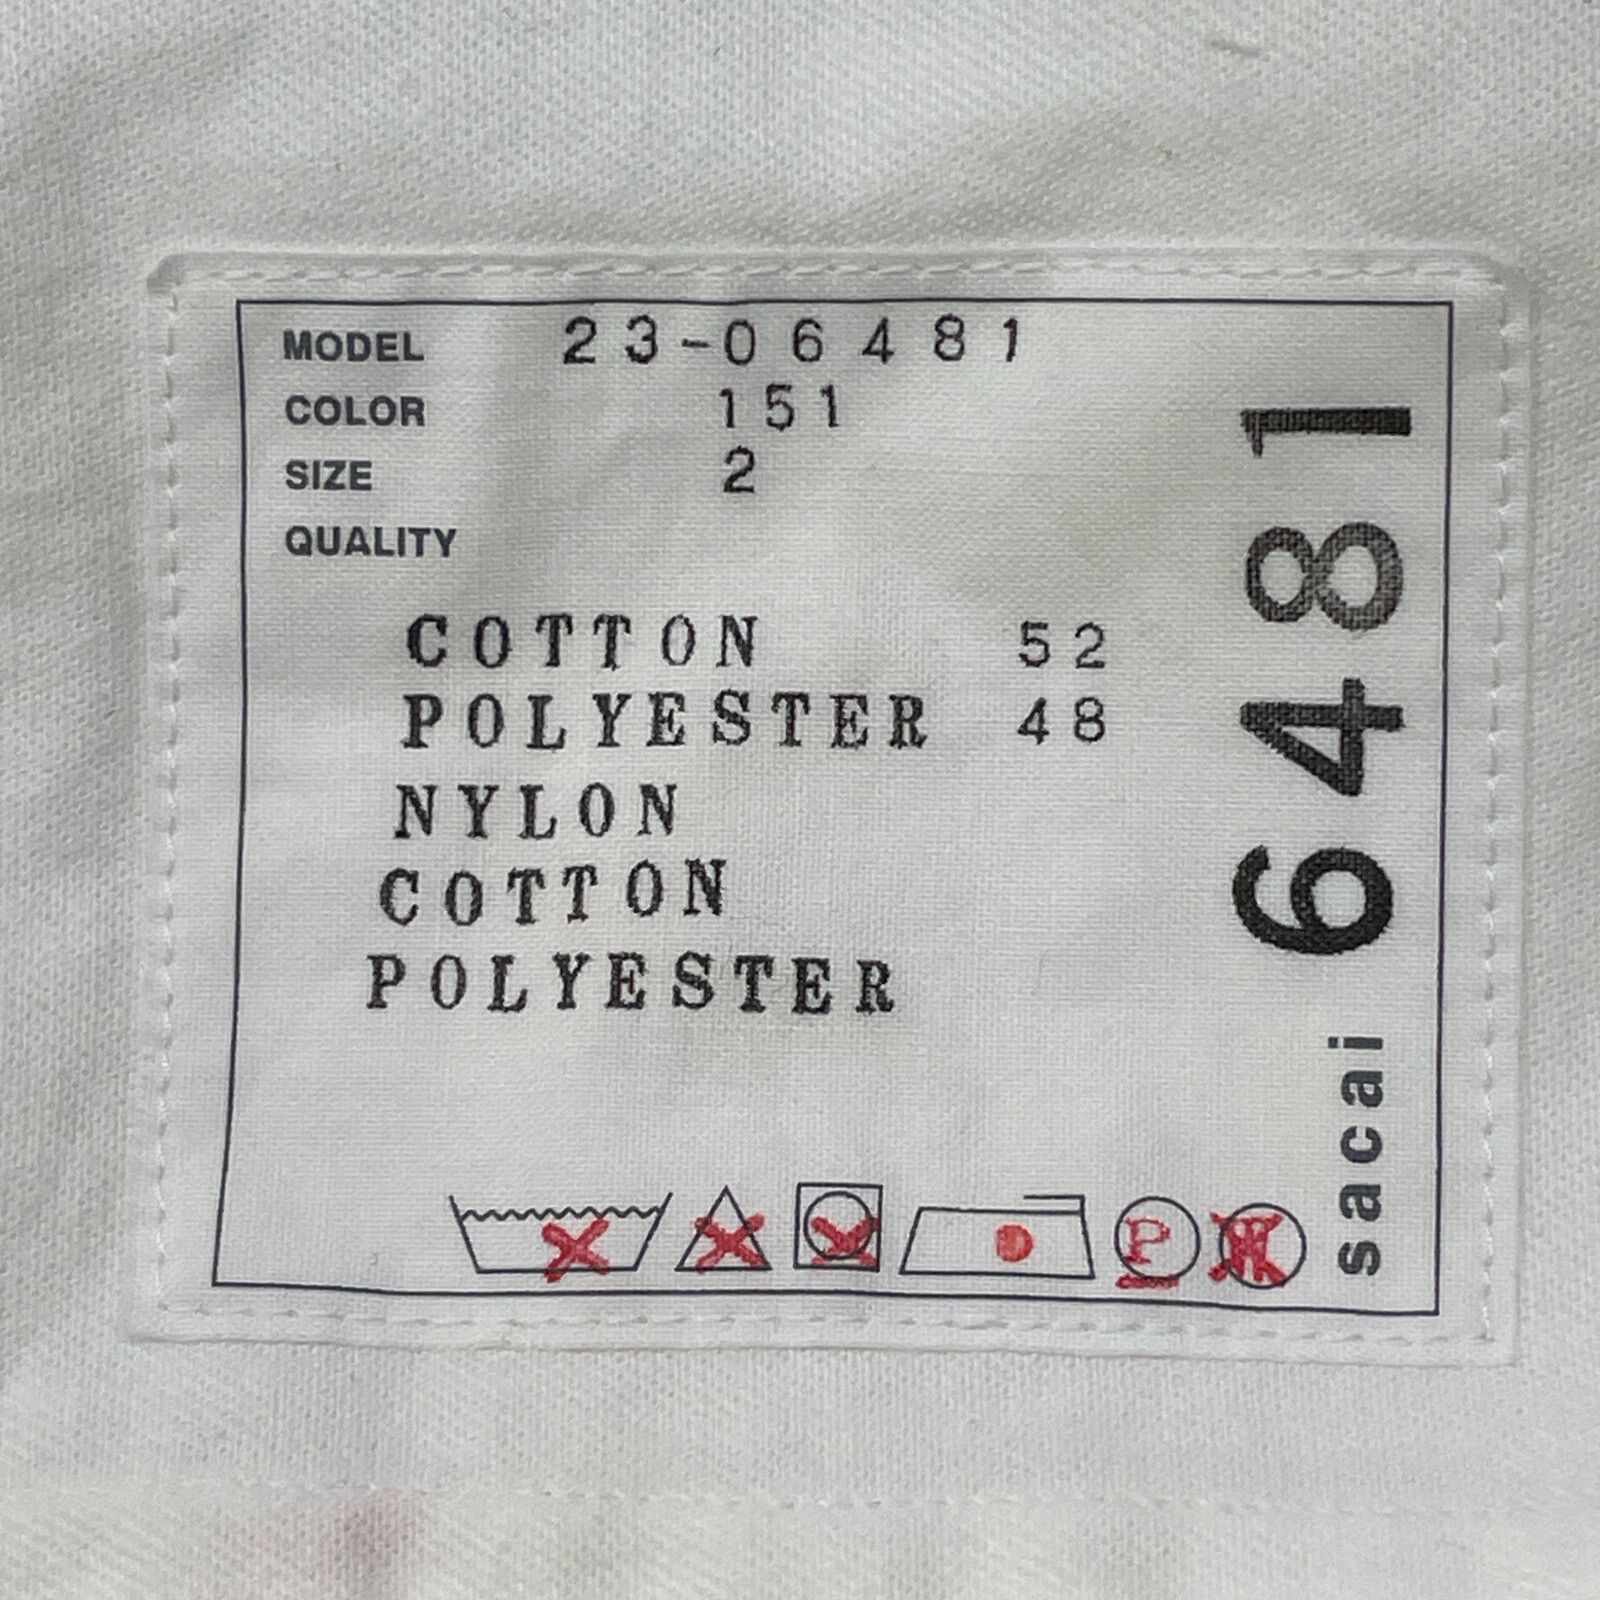 MODEL 23-06481
COLOR 151
SIZE 2
QUALITY
COTTON 52
POLYESTER 48
NYLON
COTTON
POLYESTER
P
W
sacai 6481